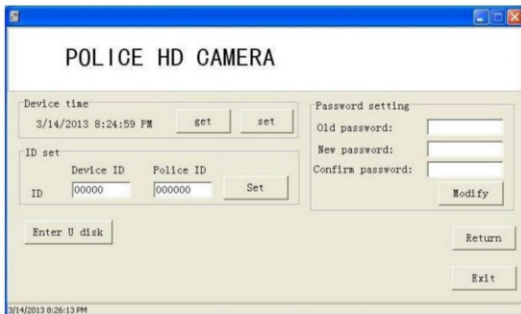 POLICE HD CAMERA
Device time
3/14/2013 8:24:59 PM
get
set
ID set
Device ID
Police ID
ID
00000
000000
Set
Password setting
Old password:
New password:
Confirm password:
Modify
Enter U disk
Return
Exit
3/14/2013 8:26:13 PM